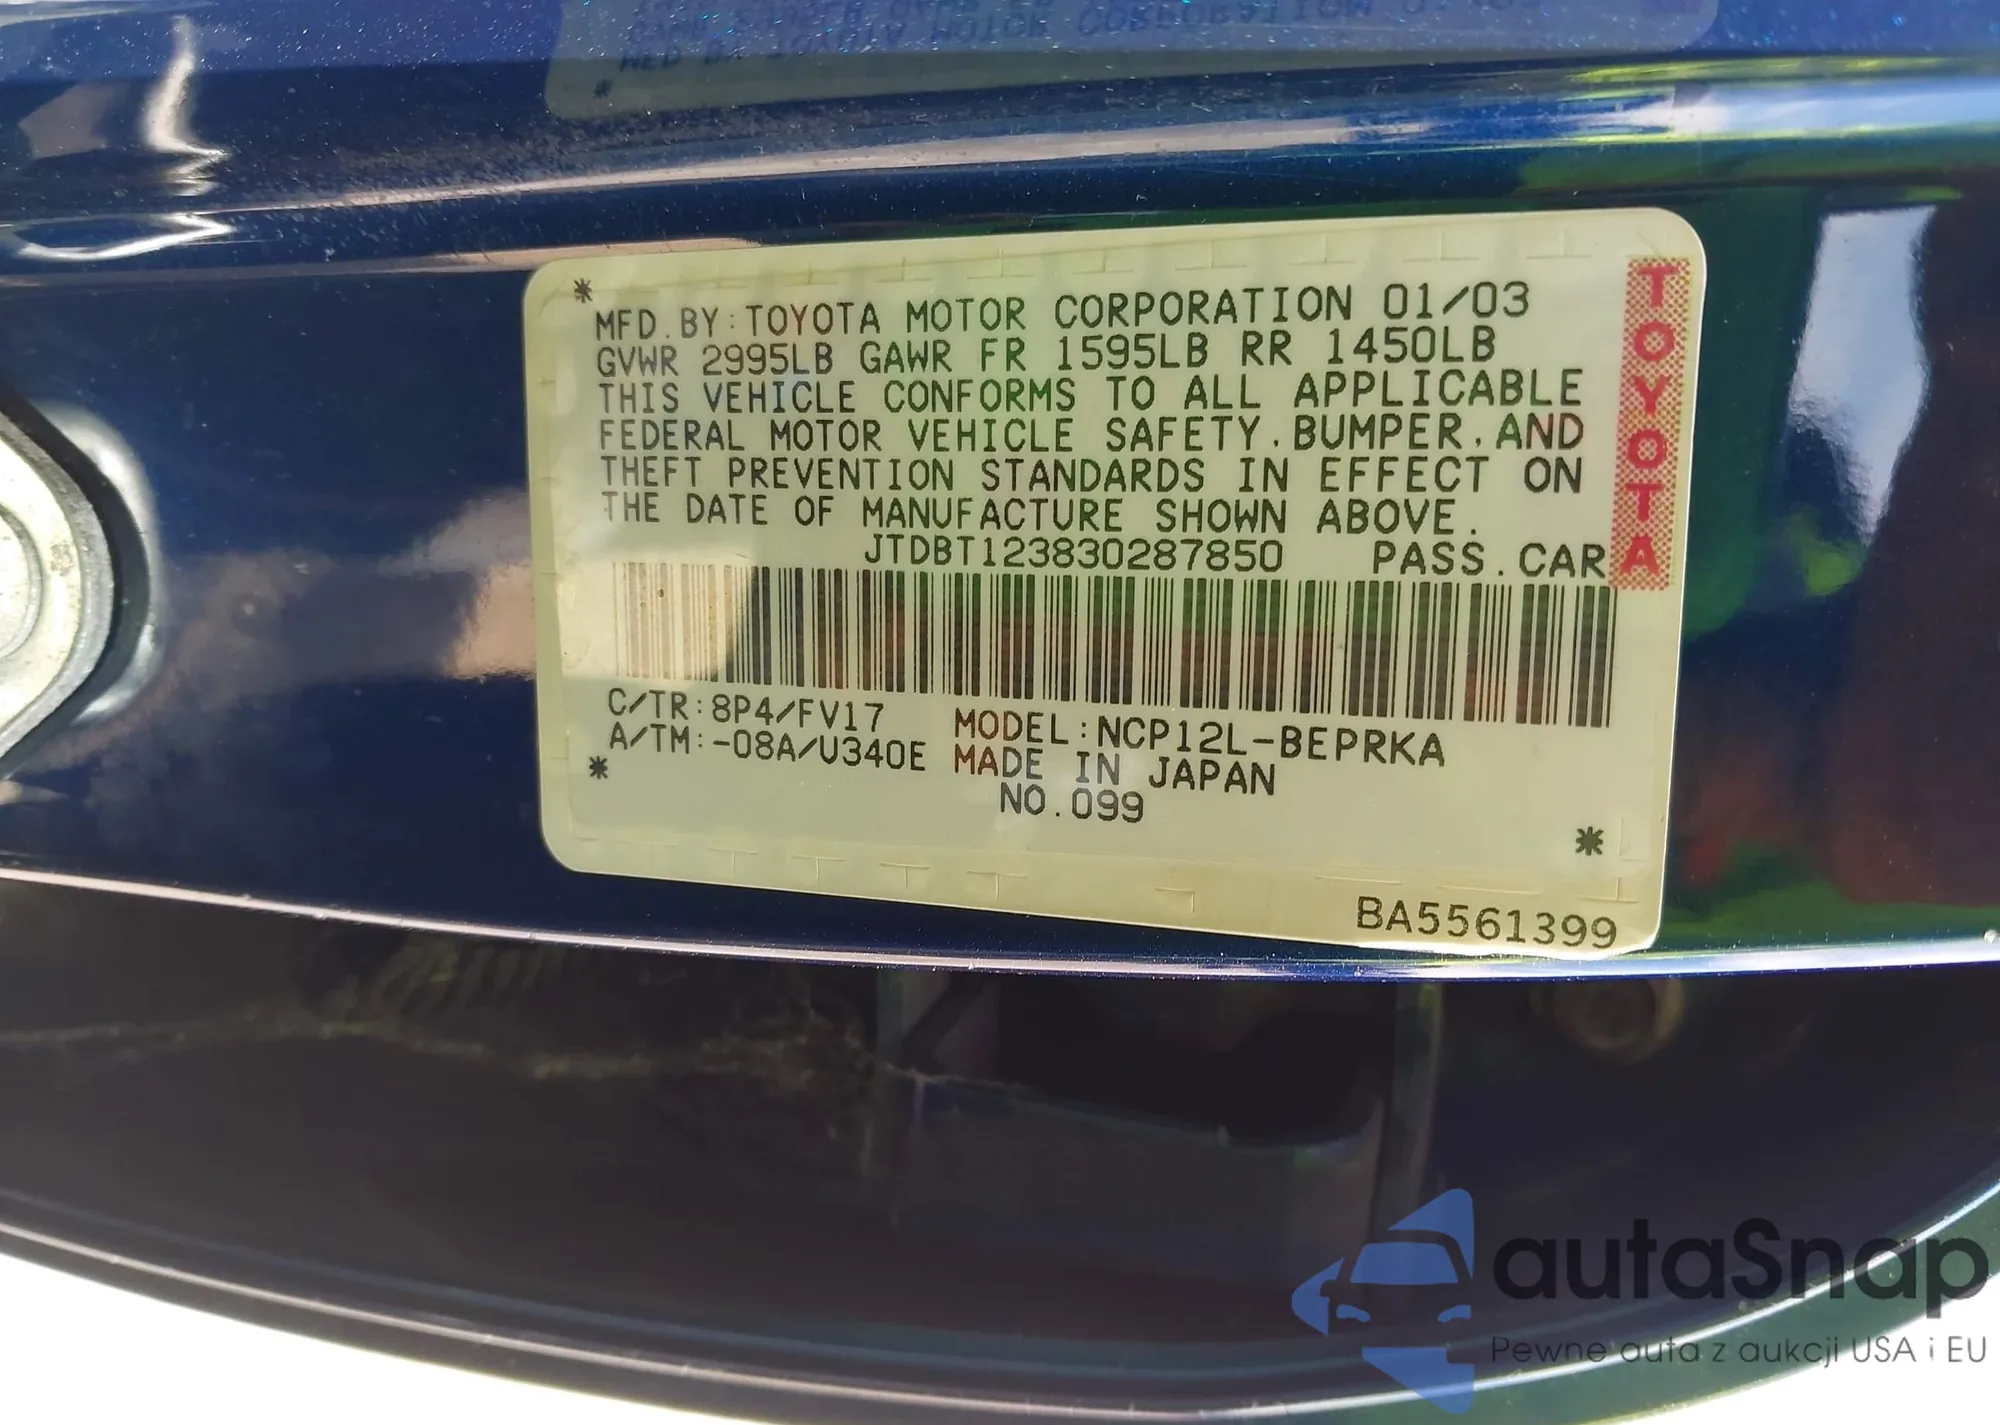 MFD.BY:TOYOTA MOTOR CORPORATION 01/03
GVWR 2995LB GAWR FR 1595LB RR 1450LB
THIS VEHICLE CONFORMS TO ALL APPLICABLE
FEDERAL MOTOR VEHICLE SAFETY,BUMPER,AND
THEFT PREVENTION STANDARDS IN EFFECT ON
THE DATE OF MANUFACTURE SHOWN ABOVE.
JTDBT123830287850 PASS.CAR
TOYOTA
C/TR:8P4/FV17 MODEL:NCP12L-BEPRKA
A/TM:-08A/U340E MADE IN JAPAN
NO.099
BA5561399
autaSnap
Pewne auta z aukcji USA i EU